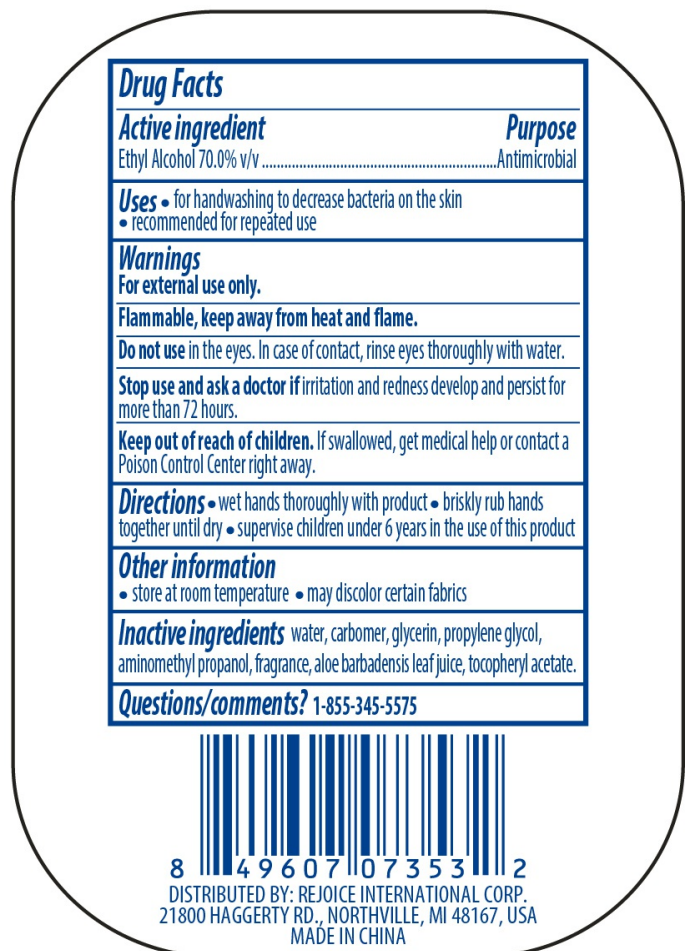 Drug Facts
Active ingredient Purpose
Ethyl Alcohol 70.0% v/v ................................................................Antimicrobial
Uses • for handwashing to decrease bacteria on the skin
• recommended for repeated use
Warnings
For external use only.
Flammable, keep away from heat and flame.
Do not use in the eyes. In case of contact, rinse eyes thoroughly with water.
Stop use and ask a doctor if irritation and redness develop and persist for
more than 72 hours.
Keep out of reach of children. If swallowed, get medical help or contact a
Poison Control Center right away.
Directions • wet hands thoroughly with product • briskly rub hands
together until dry • supervise children under 6 years in the use of this product
Other information
• store at room temperature • may discolor certain fabrics
Inactive ingredients water, carbomer, glycerin, propylene glycol,
aminomethyl propanol, fragrance, aloe barbadensis leaf juice, tocopheryl acetate.
Questions/comments? 1-855-345-5575
8 49607 07353 2
DISTRIBUTED BY: REJOICE INTERNATIONAL CORP.
21800 HAGGERTY RD., NORTHVILLE, MI 48167, USA
MADE IN CHINA